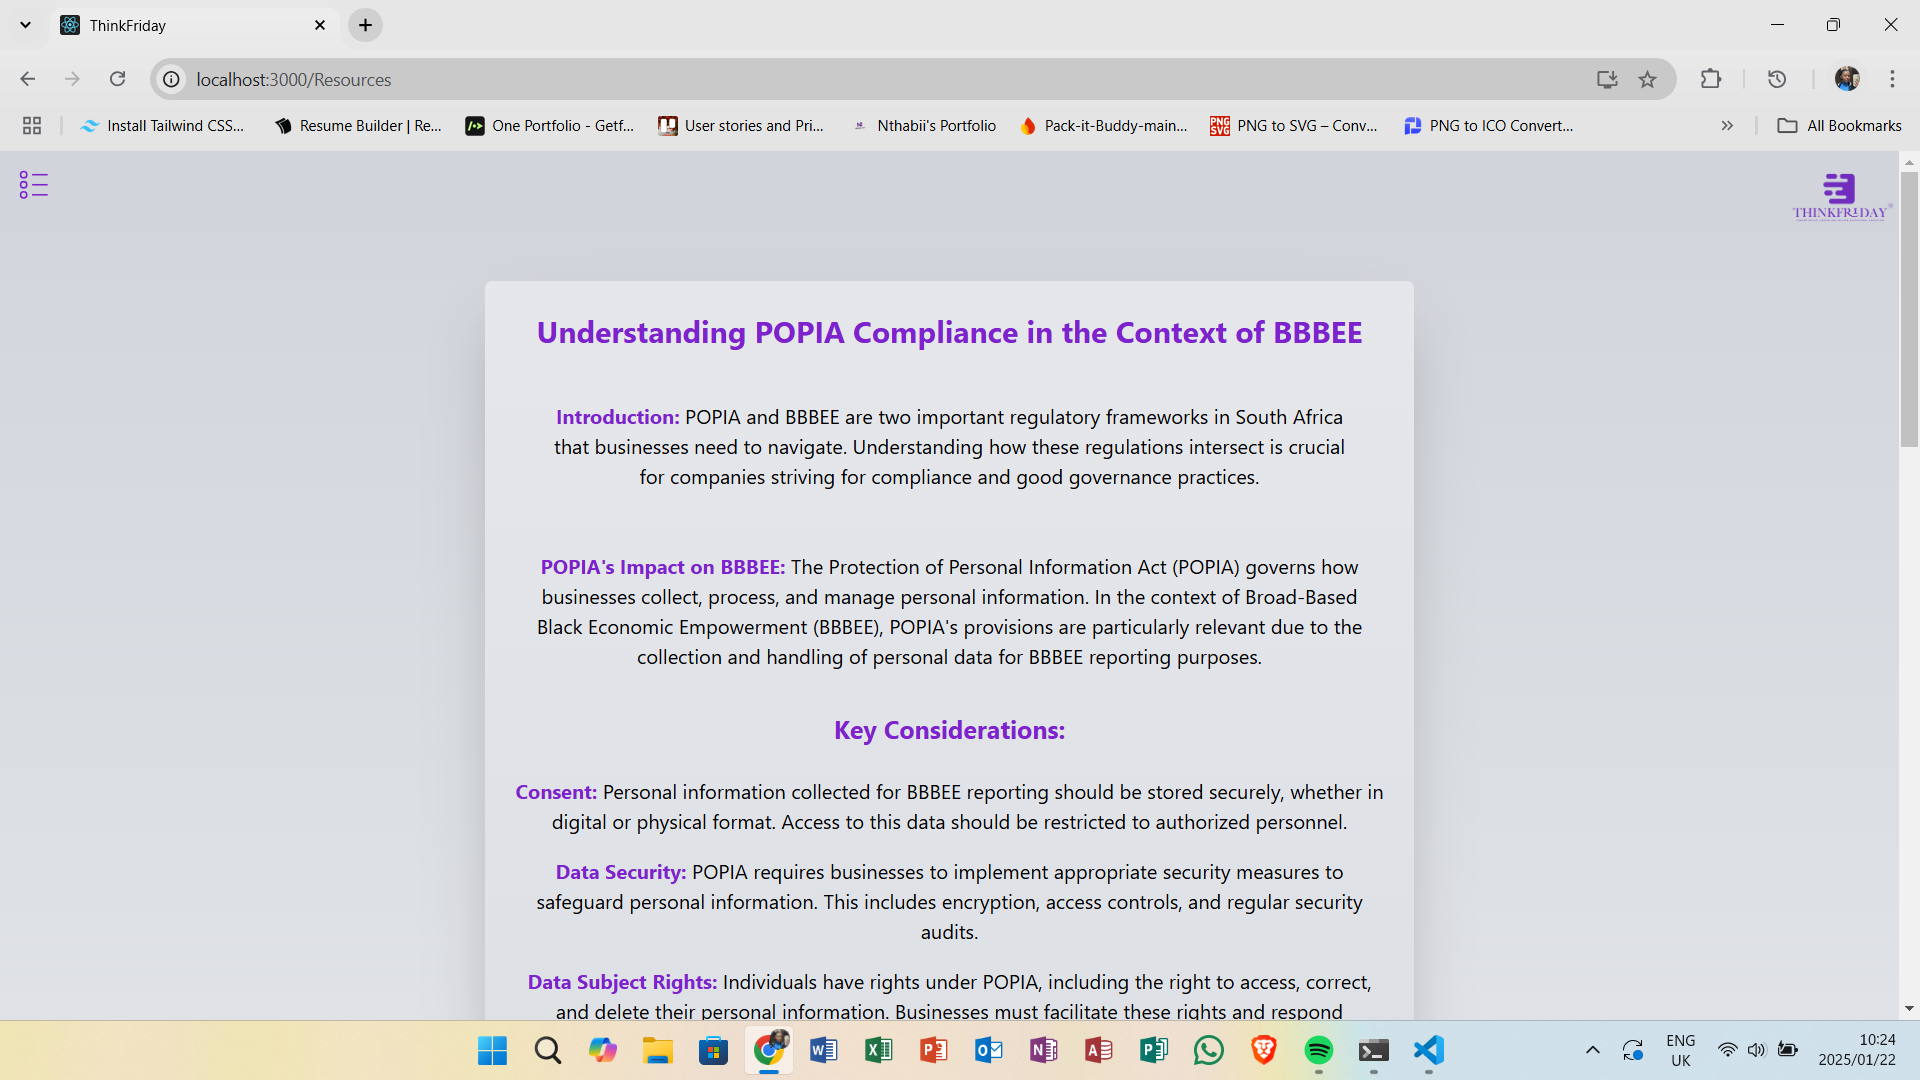 ThinkFriday
localhost:3000/Resources
Install Tailwind CSS...
Resume Builder | Re...
One Portfolio - Getf...
User stories and Pri...
Nthabii's Portfolio
Pack-it-Buddy-main...
PNG to SVG – Conv...
PNG to ICO Convert...
All Bookmarks
THINKFRIDAY
Understanding POPIA Compliance in the Context of BBBEE
Introduction: POPIA and BBBEE are two important regulatory frameworks in South Africa
that businesses need to navigate. Understanding how these regulations intersect is crucial
for companies striving for compliance and good governance practices.
POPIA's Impact on BBBEE: The Protection of Personal Information Act (POPIA) governs how
businesses collect, process, and manage personal information. In the context of Broad-Based
Black Economic Empowerment (BBBEE), POPIA's provisions are particularly relevant due to the
collection and handling of personal data for BBBEE reporting purposes.
Key Considerations:
Consent: Personal information collected for BBBEE reporting should be stored securely, whether in
digital or physical format. Access to this data should be restricted to authorized personnel.
Data Security: POPIA requires businesses to implement appropriate security measures to
safeguard personal information. This includes encryption, access controls, and regular security
audits.
Data Subject Rights: Individuals have rights under POPIA, including the right to access, correct,
and delete their personal information. Businesses must facilitate these rights and respond
ENG
UK
10:24
2025/01/22